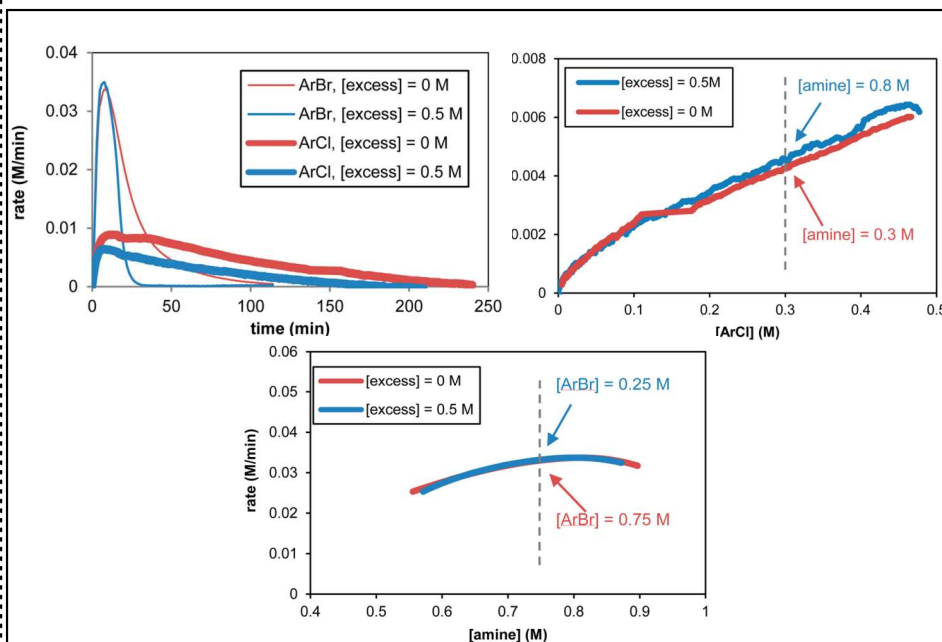 0.04
0.03
0.02
0.01
0
rate (M/min)
ArBr, [excess] = 0 M
ArBr, [excess] = 0.5 M
ArCl, [excess] = 0 M
ArCl, [excess] = 0.5 M
0 50 100 150 200 250
time (min)
0.008
0.006
0.004
0.002
0
[excess] = 0.5M
[excess] = 0 M
[amine] = 0.8 M
[amine] = 0.3 M
0 0.1 0.2 0.3 0.4 0.5
[ArCl] (M)
0.06
0.05
0.04
0.03
0.02
0.01
0
rate (M/min)
[excess] = 0 M
[excess] = 0.5 M
[ArBr] = 0.25 M
[ArBr] = 0.75 M
0.4 0.5 0.6 0.7 0.8 0.9 1
[amine] (M)